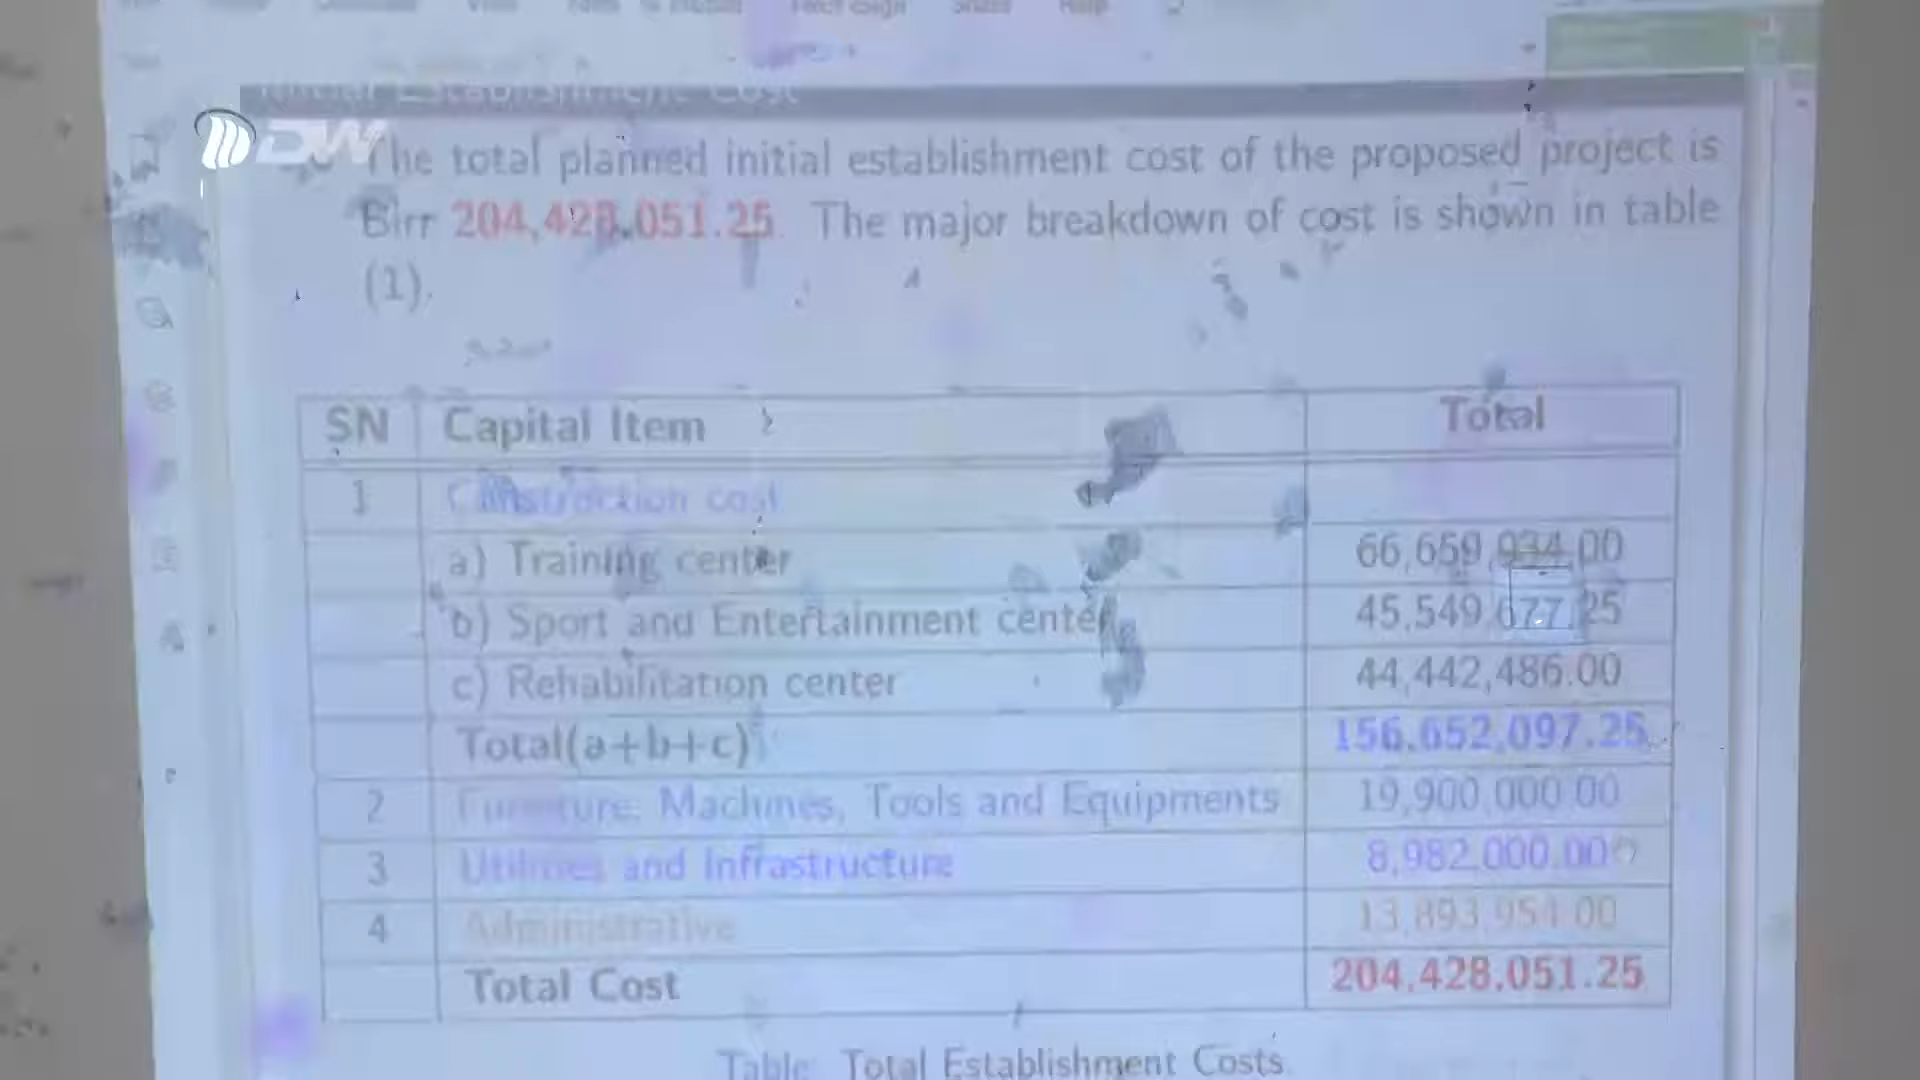 Initial Establishment Cost
DW
The total planned initial establishment cost of the proposed project is
Birr 204,428,051.25. The major breakdown of cost is shown in table
(1).
SN Capital Item Total
1 Construction cost
a) Training center 66,659,934.00
b) Sport and Entertainment center 45,549,677.25
c) Rehabilitation center 44,442,486.00
Total(a+b+c) 156,652,097.25
2 Furniture, Machines, Tools and Equipments 19,900,000.00
3 Utilities and Infrastructure 8,982,000.00
4 Administrative 13,893,954.00
Total Cost 204,428,051.25
Table: Total Establishment Costs